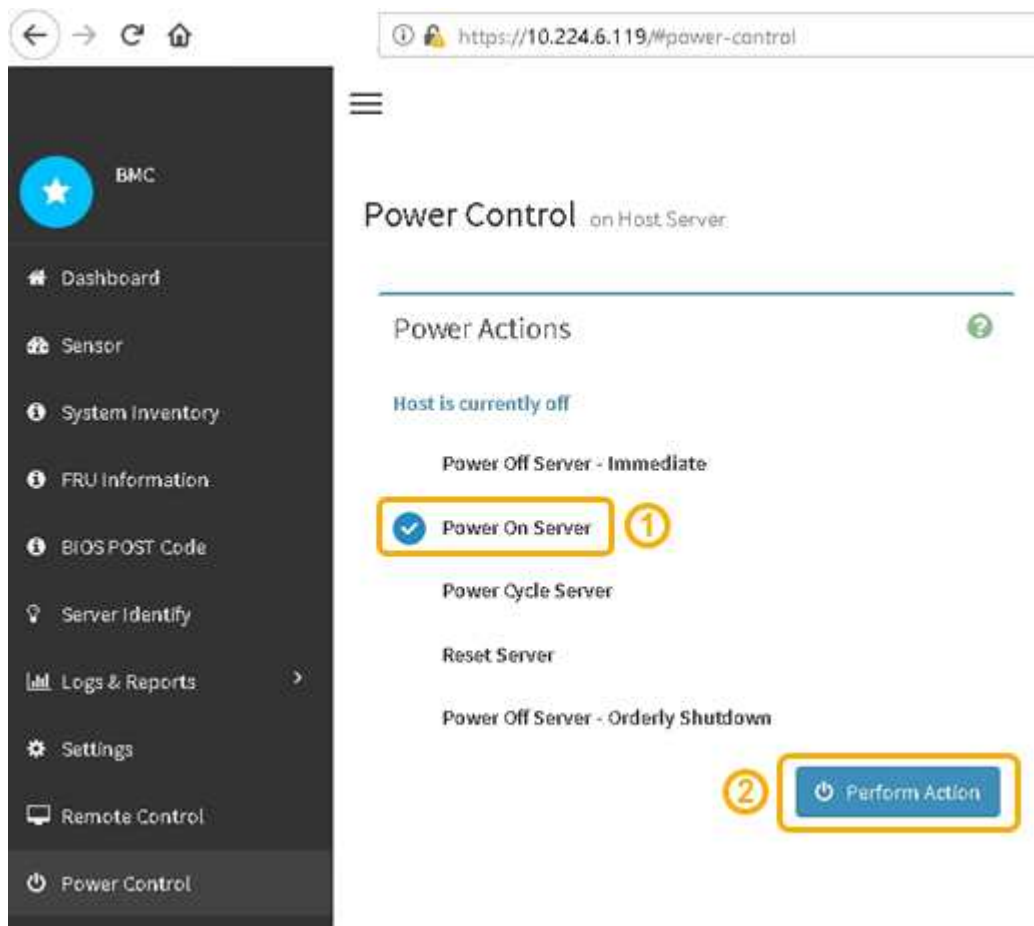 https://10.224.6.119/#power-control
BMC
Dashboard
Sensor
System Inventory
FRU Information
BIOS POST Code
Server Identify
Logs & Reports
Settings
Remote Control
Power Control
Power Control on Host Server
Power Actions
Host is currently off
Power Off Server - Immediate
Power On Server
1
Power Cycle Server
Reset Server
Power Off Server - Orderly Shutdown
2
Perform Action